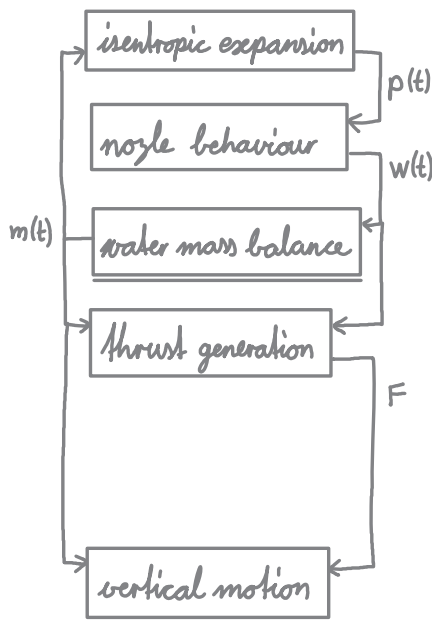 isentropic expansion
p(t)
nozle behaviour
w(t)
m(t)
water mass balance
thrust generation
F
vertical motion